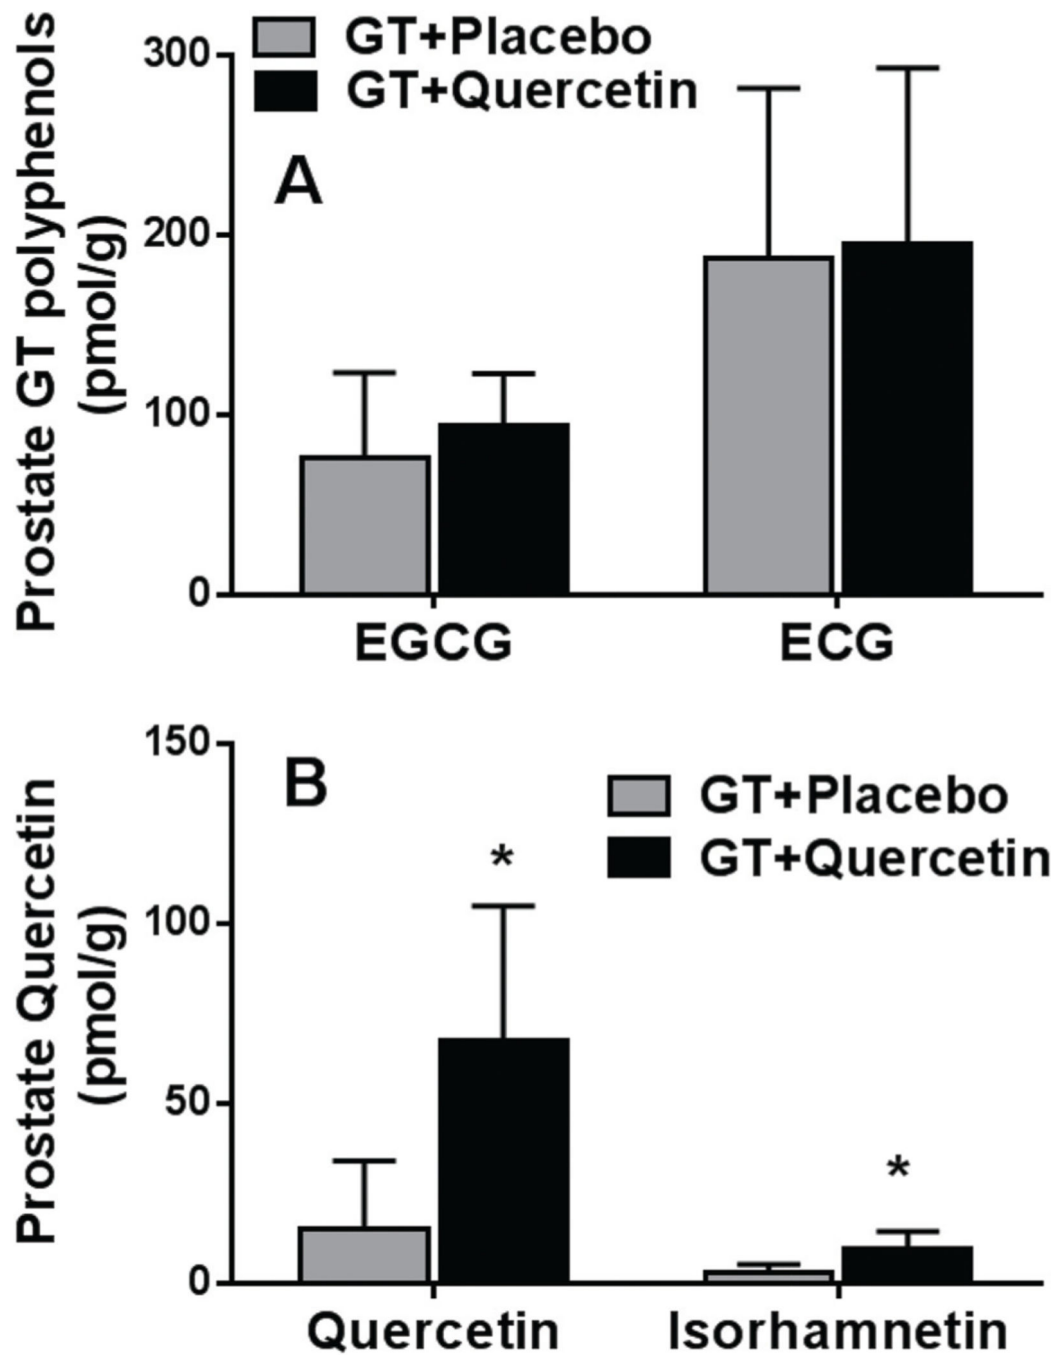 Prostate GT polyphenols
(pmol/g)
300
200
100
0
GT+Placebo
GT+Quercetin
A
EGCG
ECG
Prostate Quercetin
(pmol/g)
150
100
50
0
B
GT+Placebo
GT+Quercetin
*
*
Quercetin
Isorhamnetin